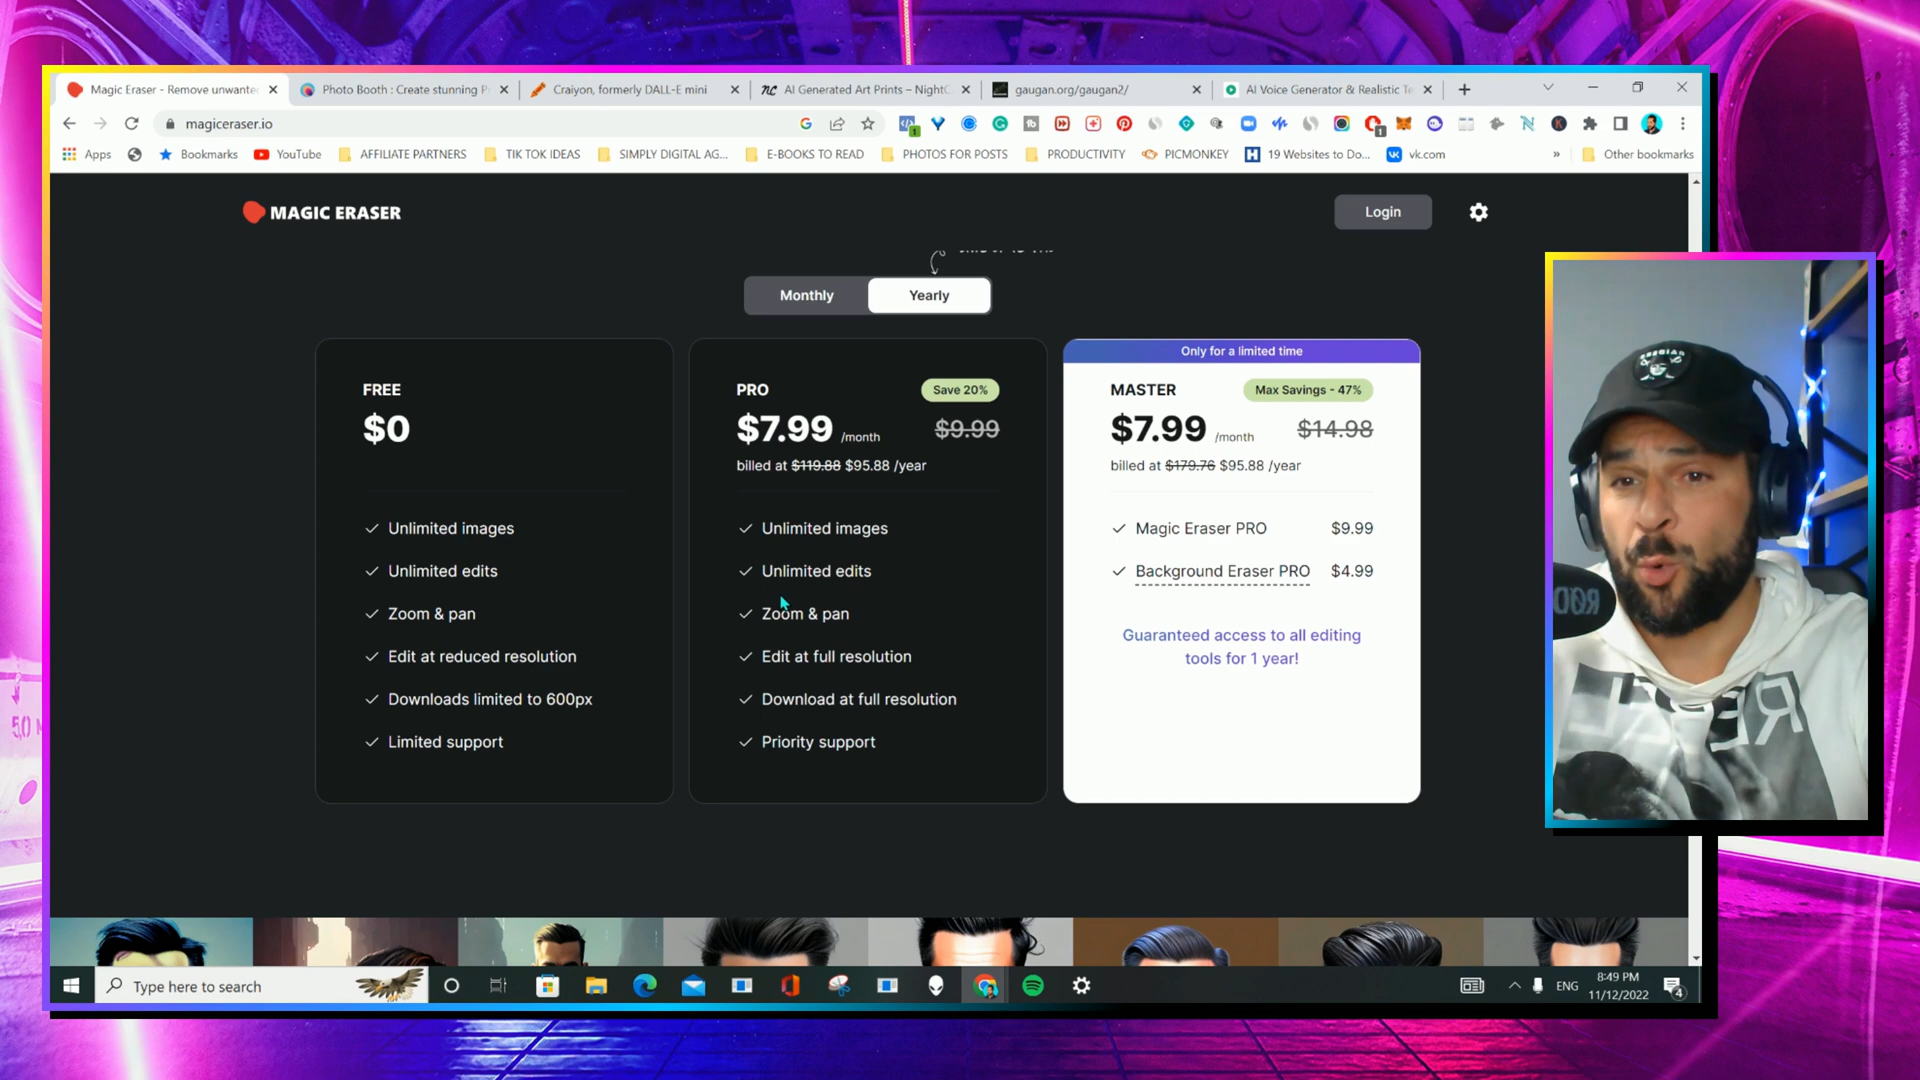 Magic Eraser - Remove unwante
Photo Booth : Create stunning P
Craiyon, formerly DALL-E mini
AI Generated Art Prints – NightC
gaugan.org/gaugan2/
AI Voice Generator & Realistic Te
magiceraser.io
Apps
Bookmarks
YouTube
AFFILIATE PARTNERS
TIK TOK IDEAS
SIMPLY DIGITAL AG...
E-BOOKS TO READ
PHOTOS FOR POSTS
PRODUCTIVITY
PICMONKEY
19 Websites to Do...
vk.com
»
Other bookmarks
MAGIC ERASER
Login
Monthly
Yearly
FREE
$0
Unlimited images
Unlimited edits
Zoom & pan
Edit at reduced resolution
Downloads limited to 600px
Limited support
PRO
Save 20%
$7.99 /month $9.99
billed at $119.88 $95.88 /year
Unlimited images
Unlimited edits
Zoom & pan
Edit at full resolution
Download at full resolution
Priority support
Only for a limited time
MASTER
Max Savings - 47%
$7.99 /month $14.98
billed at $179.76 $95.88 /year
Magic Eraser PRO $9.99
Background Eraser PRO $4.99
Guaranteed access to all editing
tools for 1 year!
RØD
Type here to search
ENG
8:49 PM
11/12/2022
4